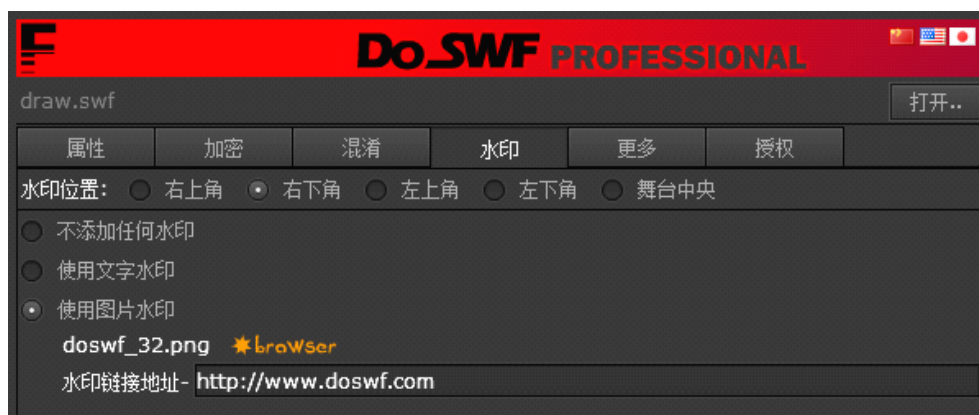 DoSWF PROFESSIONAL
draw.swf 打开..
属性 加密 混淆 水印 更多 授权
水印位置: 右上角 右下角 左上角 左下角 舞台中央
不添加任何水印
使用文字水印
使用图片水印
doswf_32.png browser
水印链接地址- http://www.doswf.com